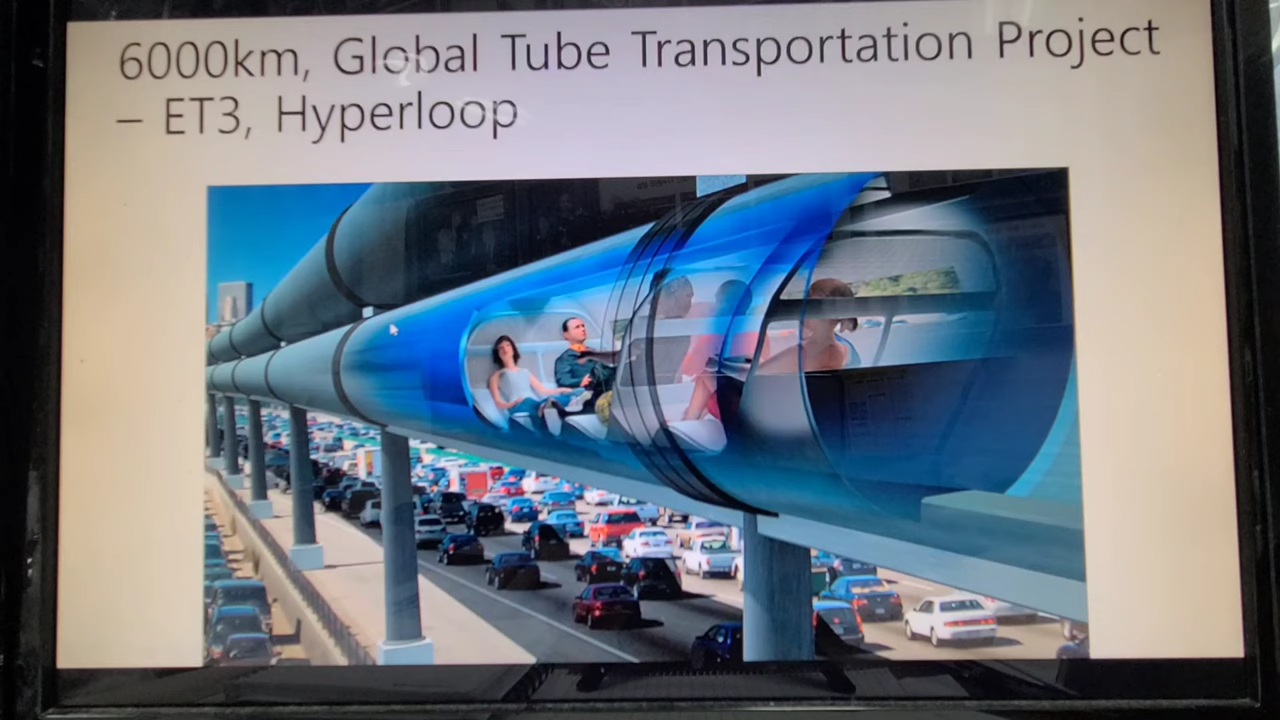 6000km, Global Tube Transportation Project
– ET3, Hyperloop